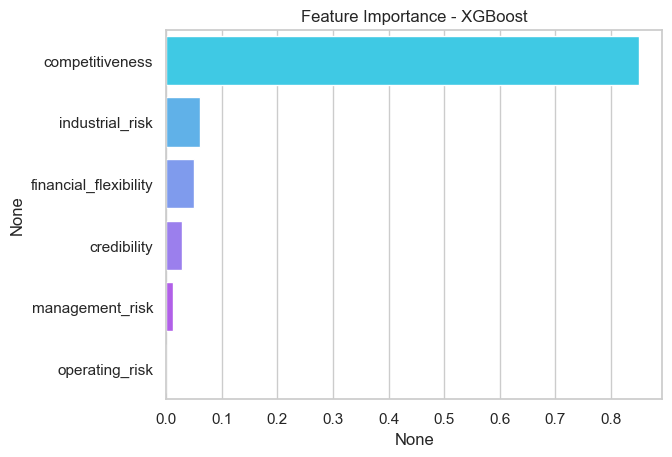 Feature Importance - XGBoost
competitiveness
industrial_risk
financial_flexibility
credibility
management_risk
operating_risk
None
0.0 0.1 0.2 0.3 0.4 0.5 0.6 0.7 0.8
None